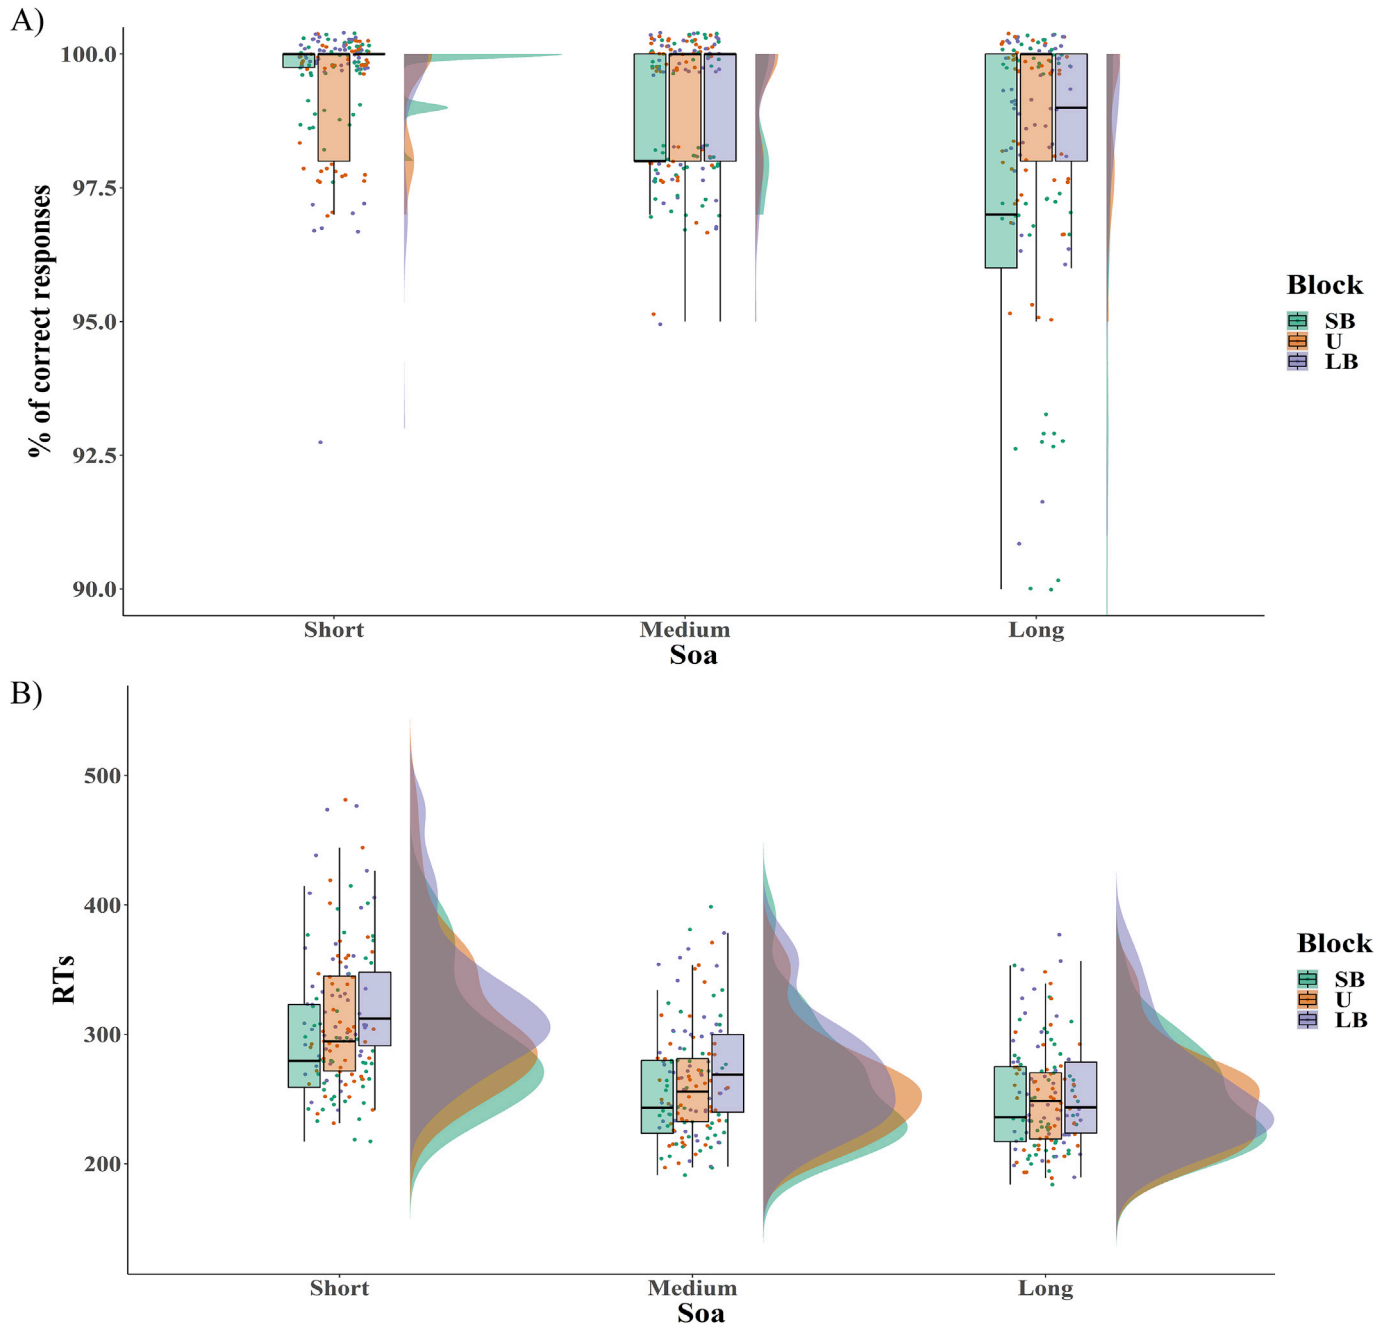 A)
100.0
97.5
95.0
92.5
90.0
% of correct responses
Short Medium Long
Soa
Block
SB
U
LB
B)
500
400
300
200
RTs
Short Medium Long
Soa
Block
SB
U
LB